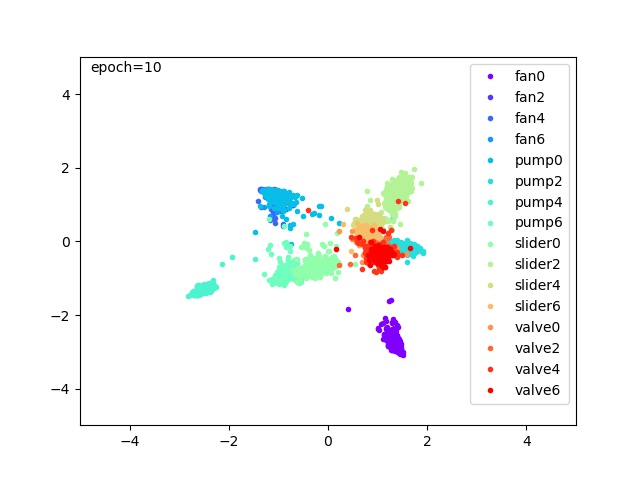 epoch=10
fan0
fan2
fan4
fan6
pump0
pump2
pump4
pump6
slider0
slider2
slider4
slider6
valve0
valve2
valve4
valve6
4
2
0
−2
−4
−4 −2 0 2 4